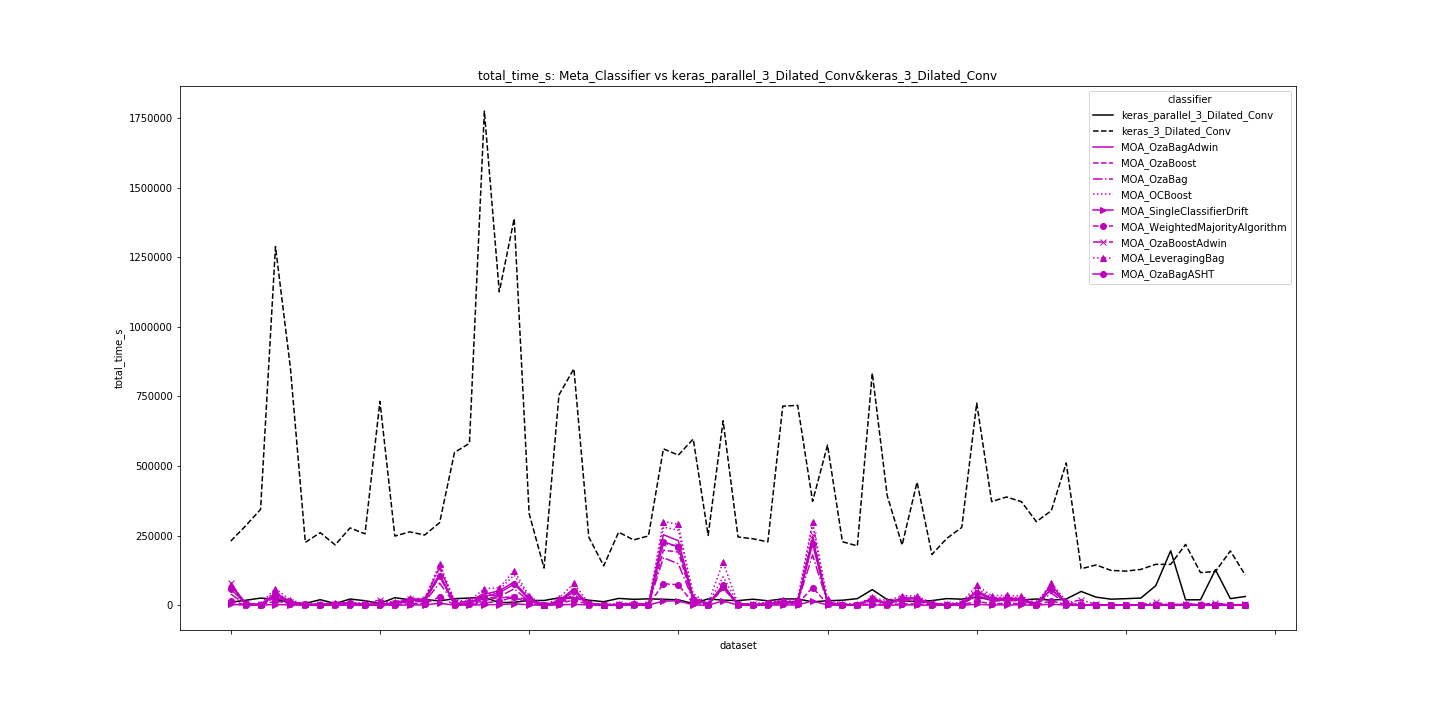 total_time_s: Meta_Classifier vs keras_parallel_3_Dilated_Conv&keras_3_Dilated_Conv
1750000
1500000
1250000
1000000
750000
500000
250000
0
total_time_s
dataset
classifier
keras_parallel_3_Dilated_Conv
keras_3_Dilated_Conv
MOA_OzaBagAdwin
MOA_OzaBoost
MOA_OzaBag
MOA_OCBoost
MOA_SingleClassifierDrift
MOA_WeightedMajorityAlgorithm
MOA_OzaBoostAdwin
MOA_LeveragingBag
MOA_OzaBagASHT